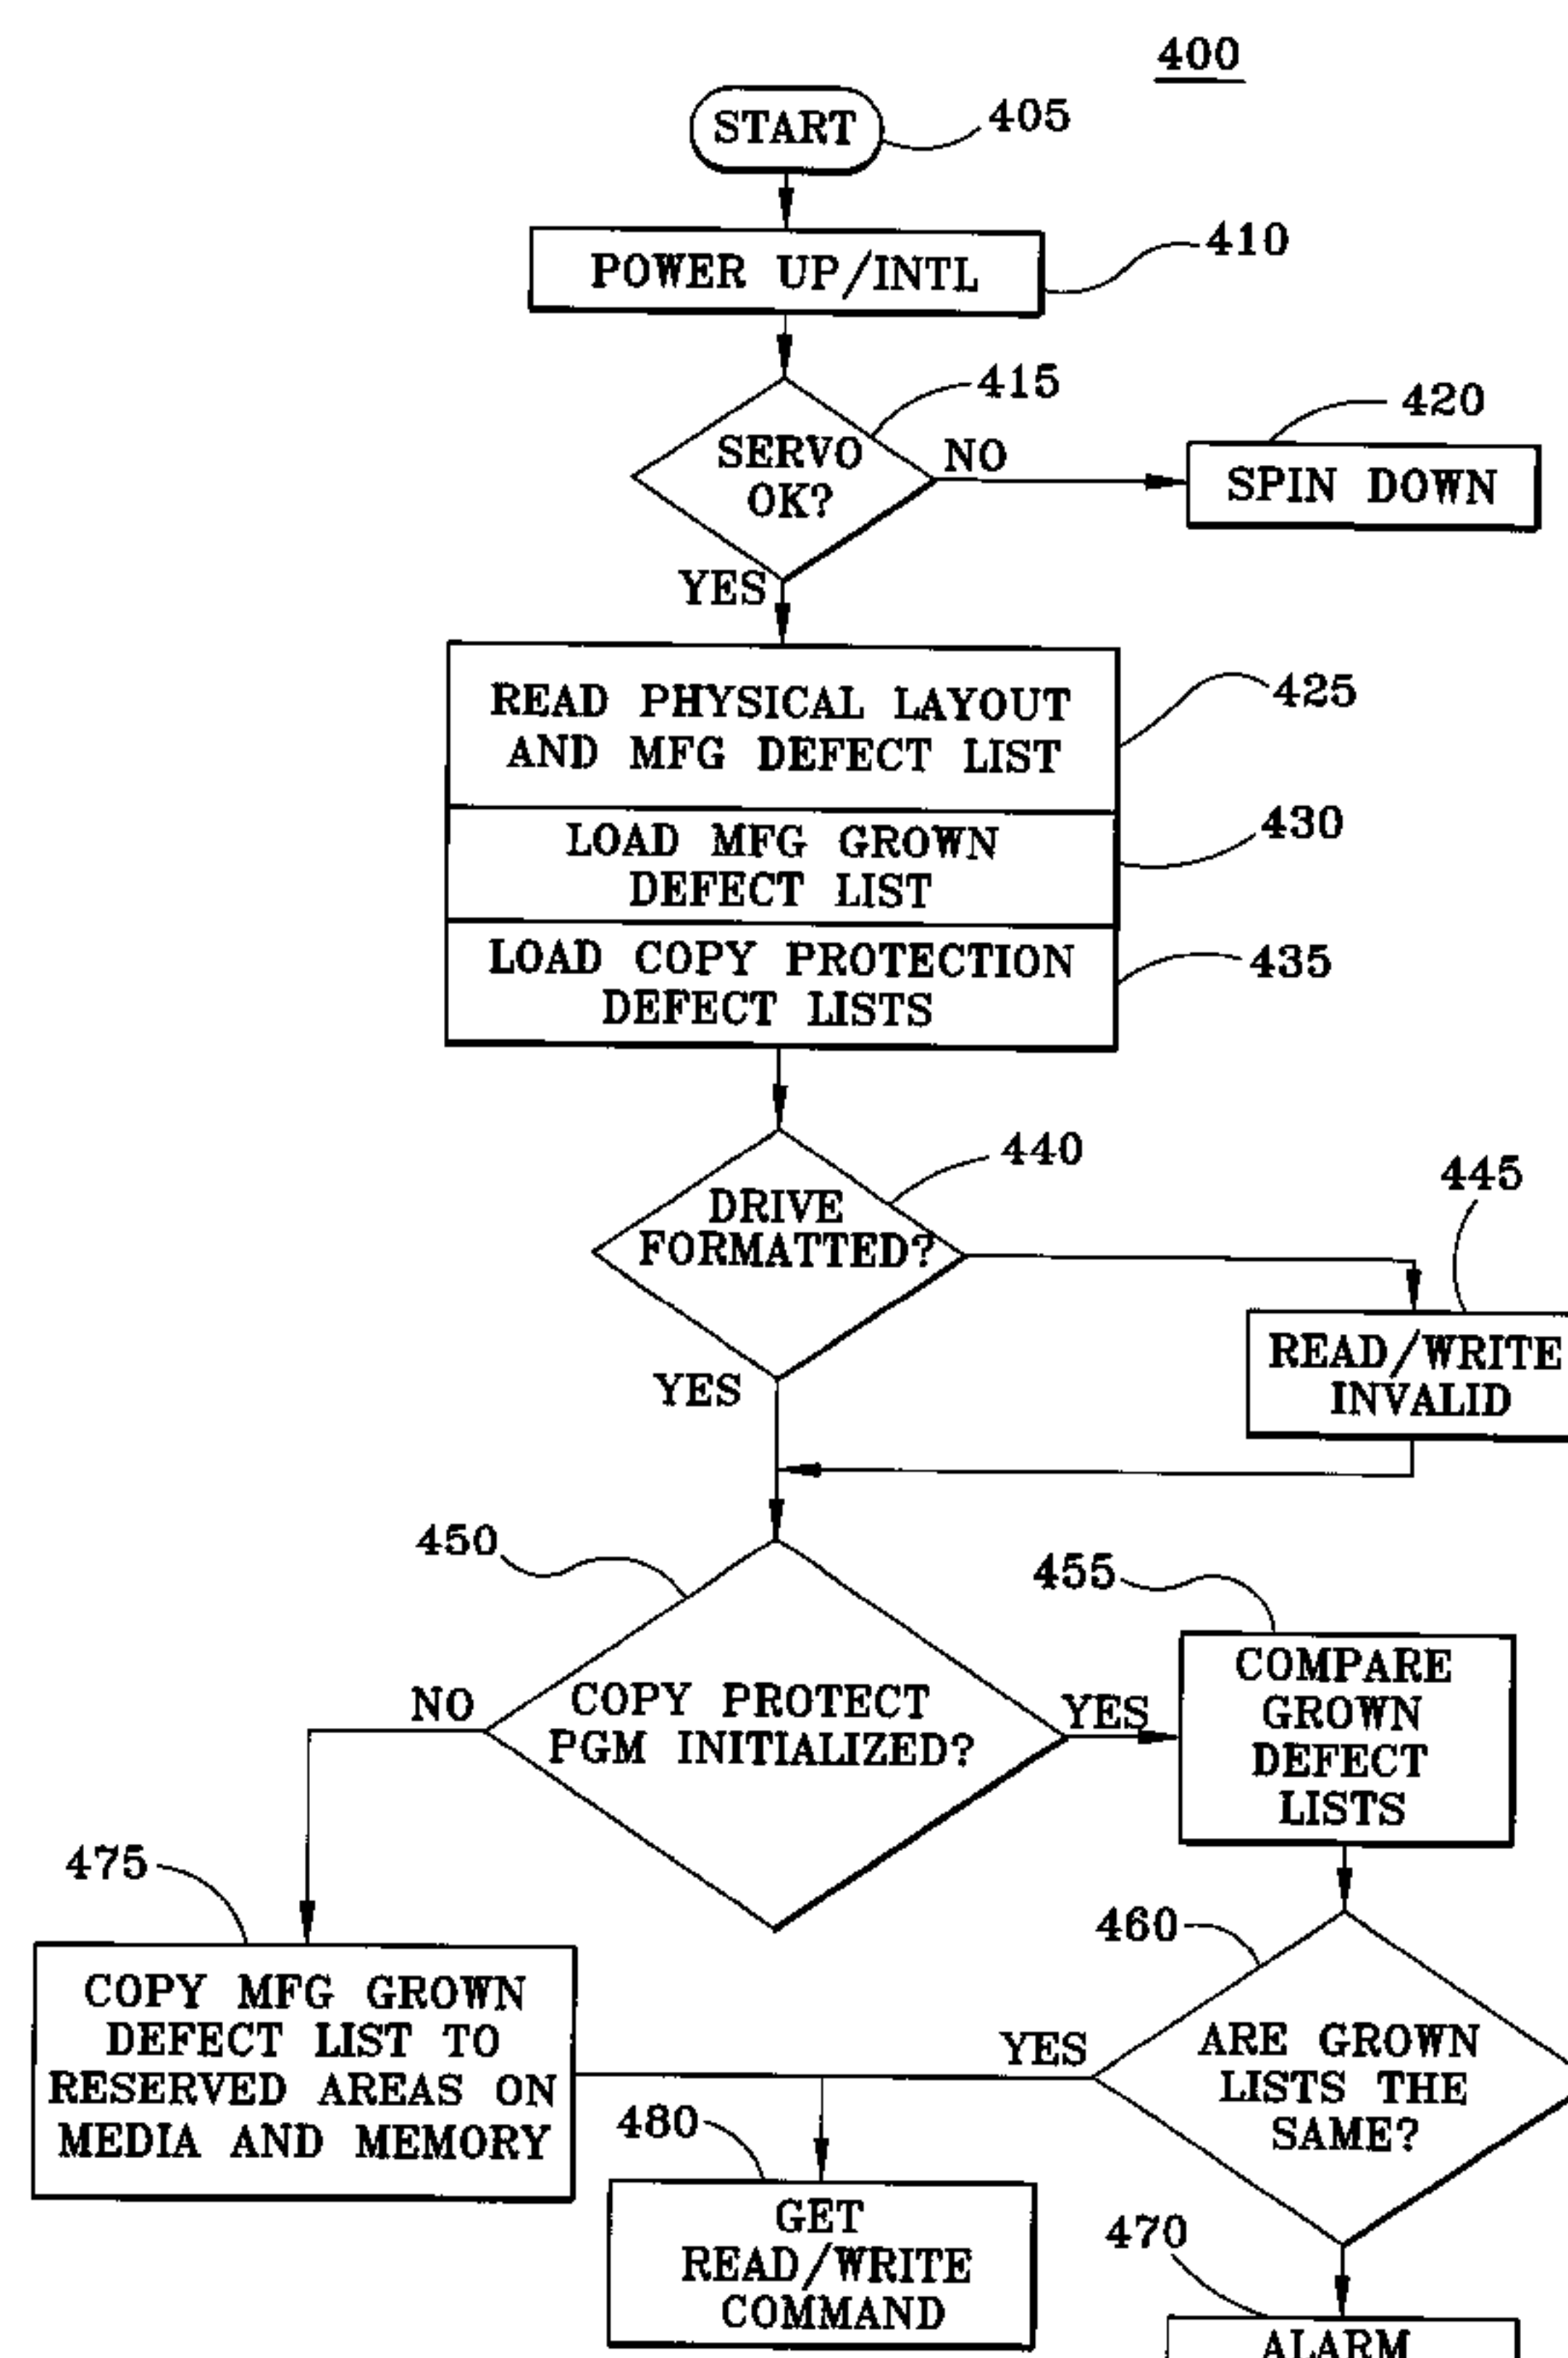 400
START
405
POWER UP/INTL
410
SERVO
OK?
415
NO
420
SPIN DOWN
YES
READ PHYSICAL LAYOUT
AND MFG DEFECT LIST
425
LOAD MFG GROWN
DEFECT LIST
430
LOAD COPY PROTECTION
DEFECT LISTS
435
DRIVE
FORMATTED?
440
445
READ/WRITE
INVALID
YES
450
COPY PROTECT
PGM INITIALIZED?
NO
YES
455
COMPARE
GROWN
DEFECT
LISTS
475
COPY MFG GROWN
DEFECT LIST TO
RESERVED AREAS ON
MEDIA AND MEMORY
460
ARE GROWN
LISTS THE
SAME?
YES
480
GET
READ/WRITE
COMMAND
470
ALARM